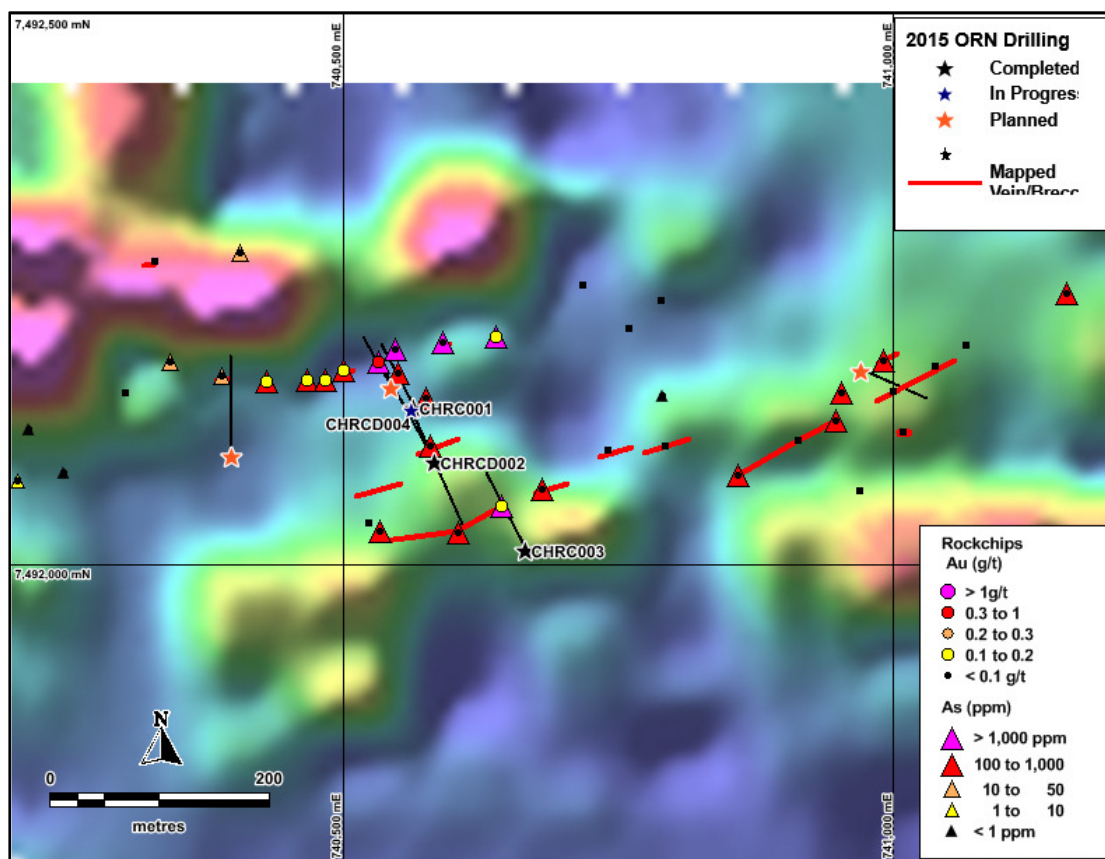 7,492,500 mN
740,500 mE
741,000 mE
2015 ORN Drilling
Completed
In Progres
Planned
Mapped
Vein/Brecc
CHRC001
CHRCD004
CHRCD002
CHRC003
7,492,000 mN
Rockchips
Au (g/t)
> 1g/t
0.3 to 1
0.2 to 0.3
0.1 to 0.2
< 0.1 g/t
As (ppm)
> 1,000 ppm
100 to 1,000
10 to 50
1 to 10
< 1 ppm
N
0 200
metres
740,500 mE
741,000 mE